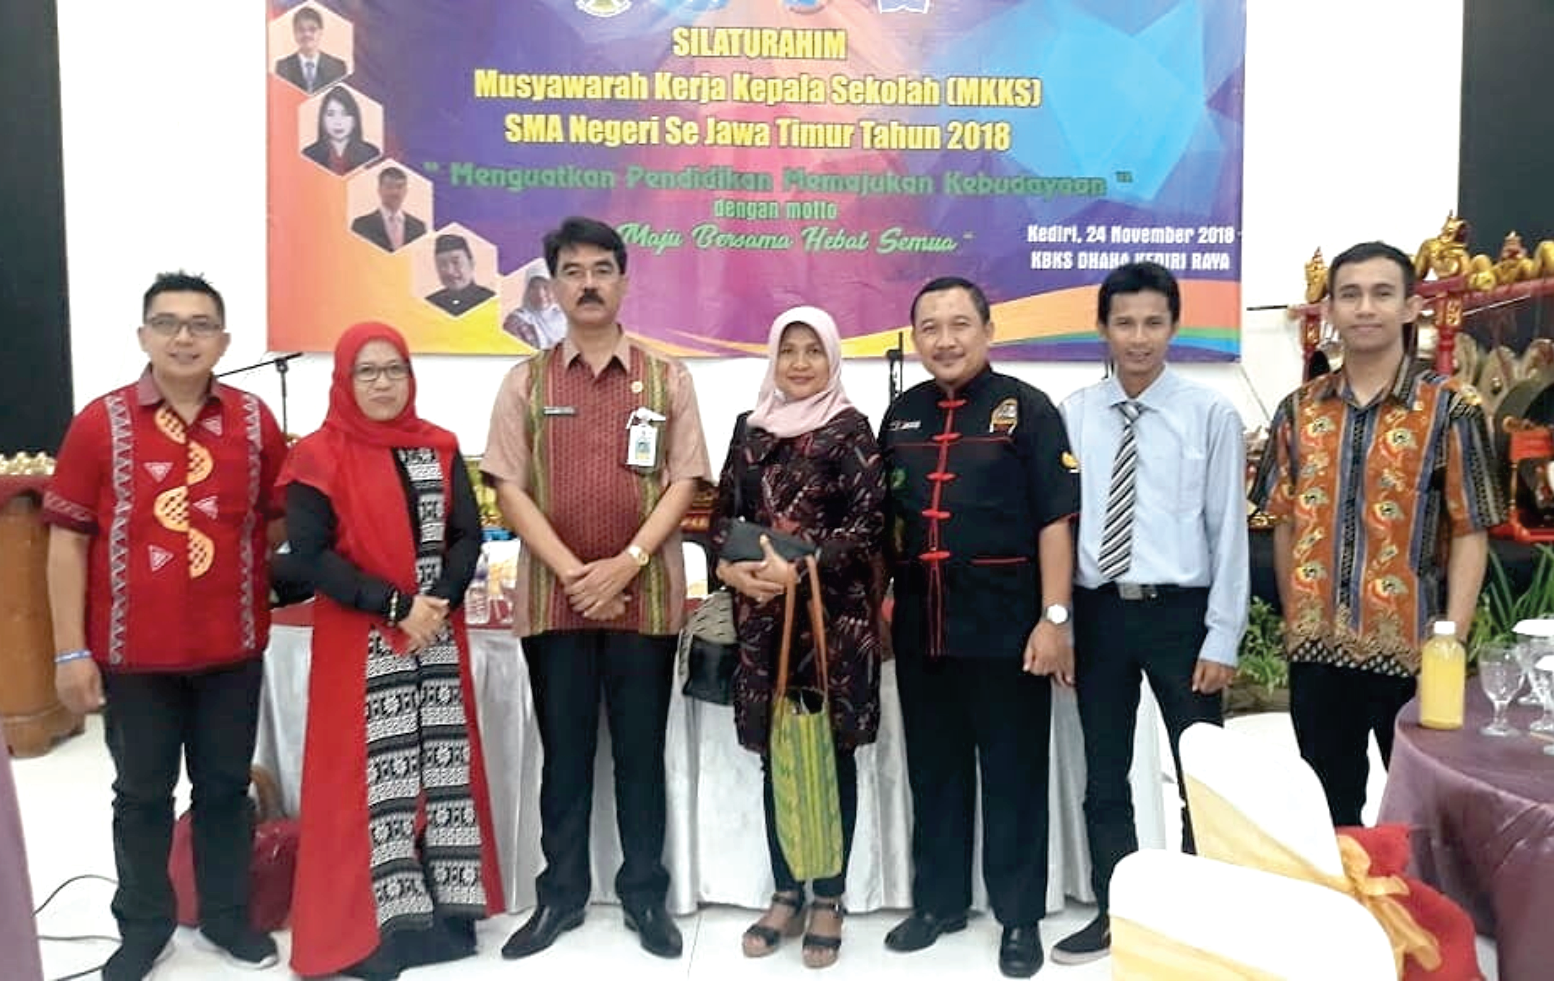 SILATURAHIM
Musyawarah Kerja Kepala Sekolah (MKKS)
SMA Negeri Se Jawa Timur Tahun 2018
" Menguatkan Pendidikan Memajukan Kebudayaan "
dengan motto
Maju Bersama Hebat Semua "
Kediri, 24 November 2018
KBKS DHAHA KEDIRI RAYA